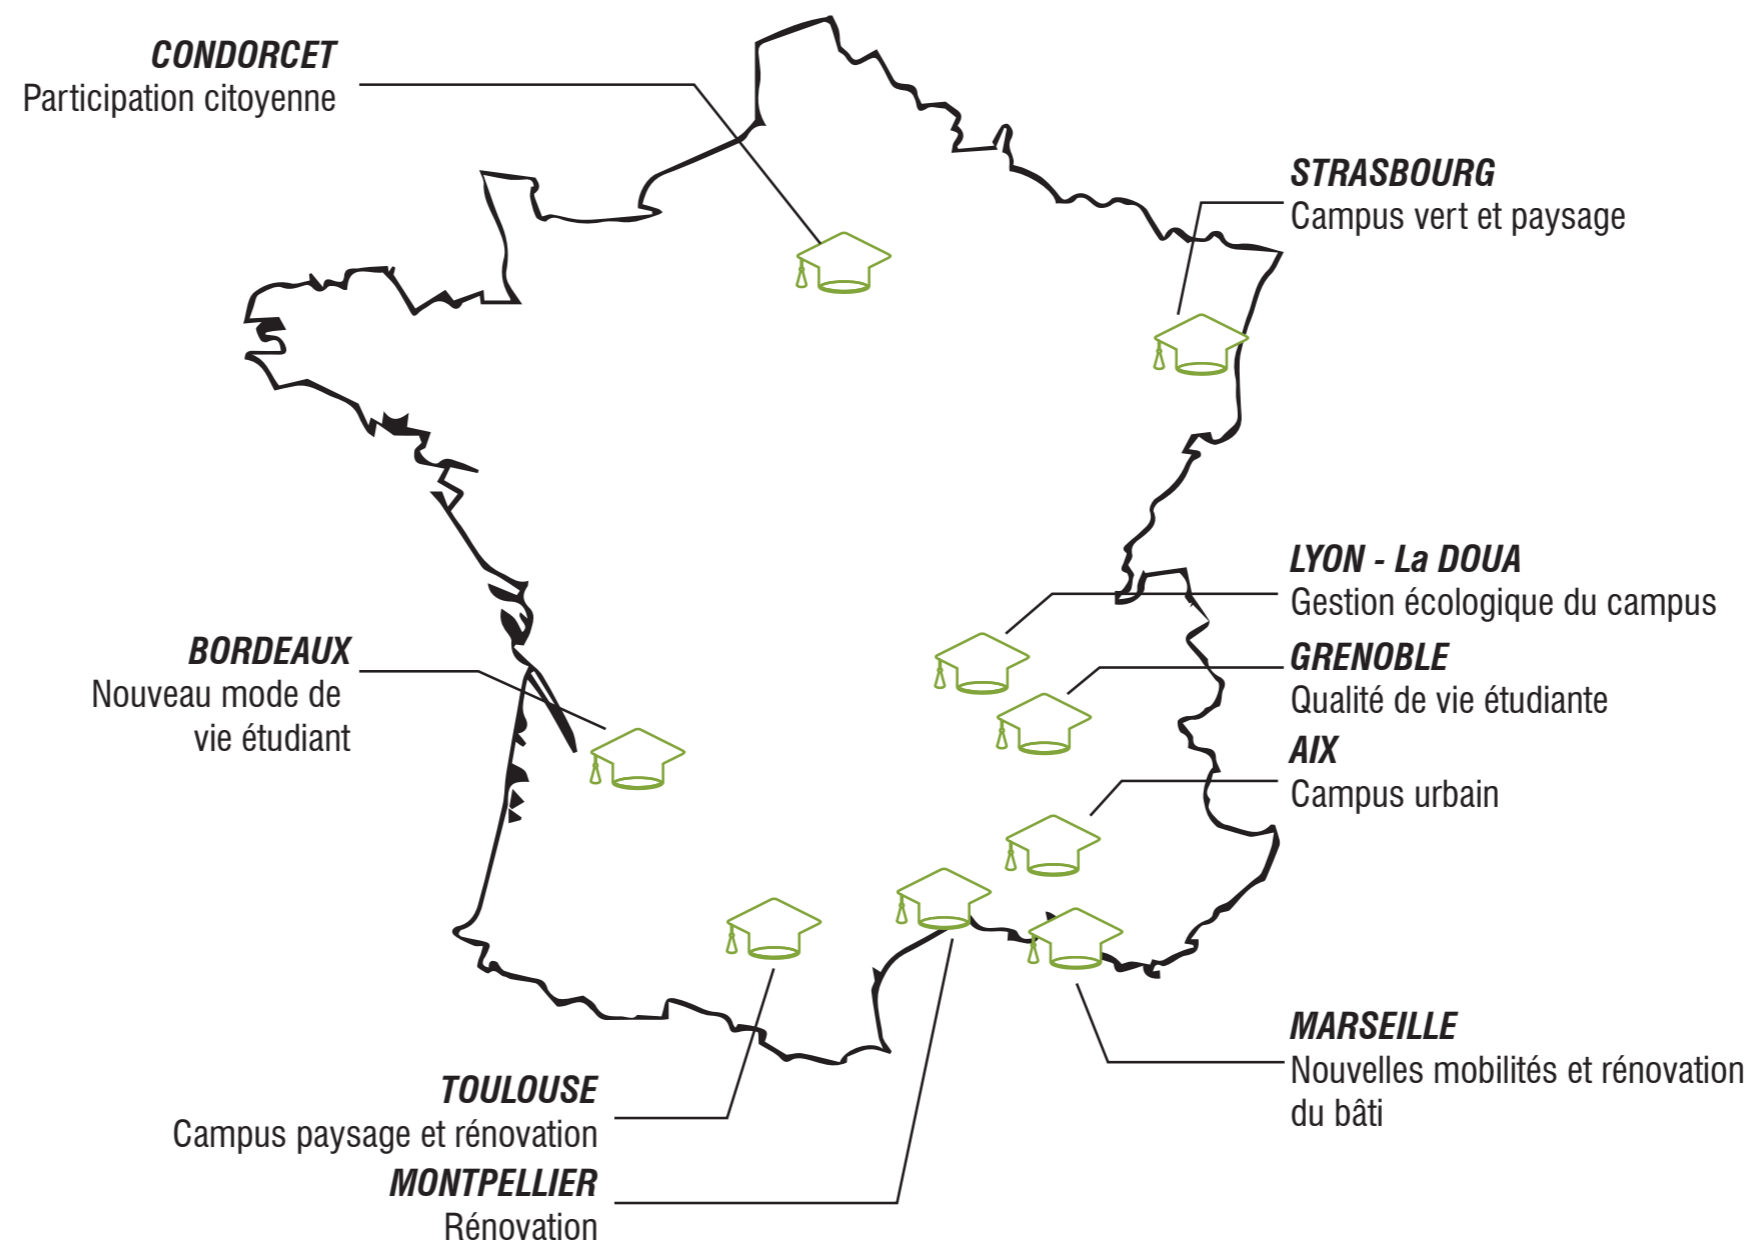 CONDORCET
Participation citoyenne
STRASBOURG
Campus vert et paysage
LYON - La DOUA
Gestion écologique du campus
BORDEAUX
Nouveau mode de
vie étudiant
GRENOBLE
Qualité de vie étudiante
AIX
Campus urbain
MARSEILLE
Nouvelles mobilités et rénovation
du bâti
TOULOUSE
Campus paysage et rénovation
MONTPELLIER
Rénovation